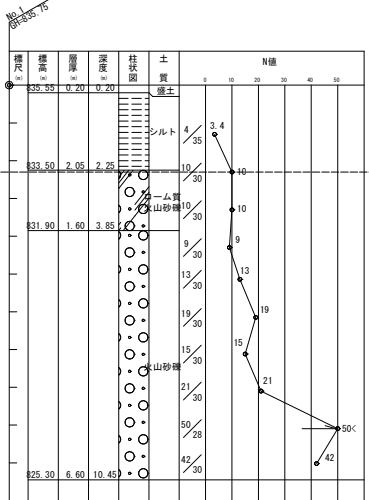 No.1
GH=835.75
標尺 (m) 標高 (m) 層厚 (m) 深度 (m) 柱状図 土質 N値
0 10 20 30 40 50
835.55 0.20 0.20 盛土
シルト 4/35 3.4
833.50 2.05 2.25 10/30 10
ローム質
火山砂礫 10/30 10
831.90 1.60 3.85
9/30 9
13/30 13
19/30 19
15/30 15
火山砂礫
21/30 21
50/28 50<
42/30 42
825.30 6.60 10.45